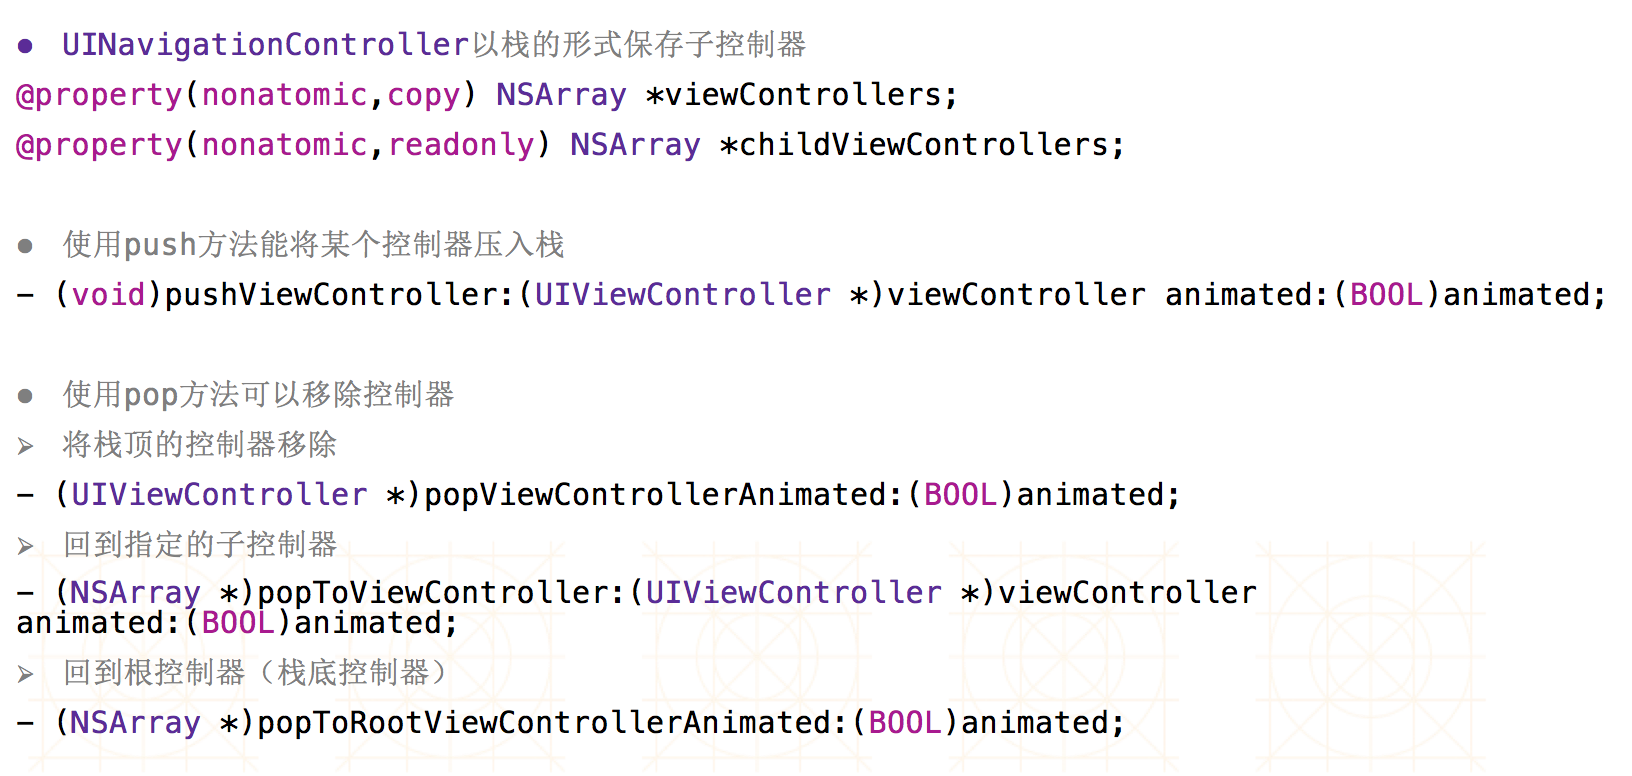 ● UINavigationController以栈的形式保存子控制器
@property(nonatomic,copy) NSArray *viewControllers;
@property(nonatomic,readonly) NSArray *childViewControllers;
● 使用push方法能将某个控制器压入栈
- (void)pushViewController:(UIViewController *)viewController animated:(BOOL)animated;
● 使用pop方法可以移除控制器
➢ 将栈顶的控制器移除
- (UIViewController *)popViewControllerAnimated:(BOOL)animated;
➢ 回到指定的子控制器
- (NSArray *)popToViewController:(UIViewController *)viewController
animated:(BOOL)animated;
➢ 回到根控制器（栈底控制器）
- (NSArray *)popToRootViewControllerAnimated:(BOOL)animated;